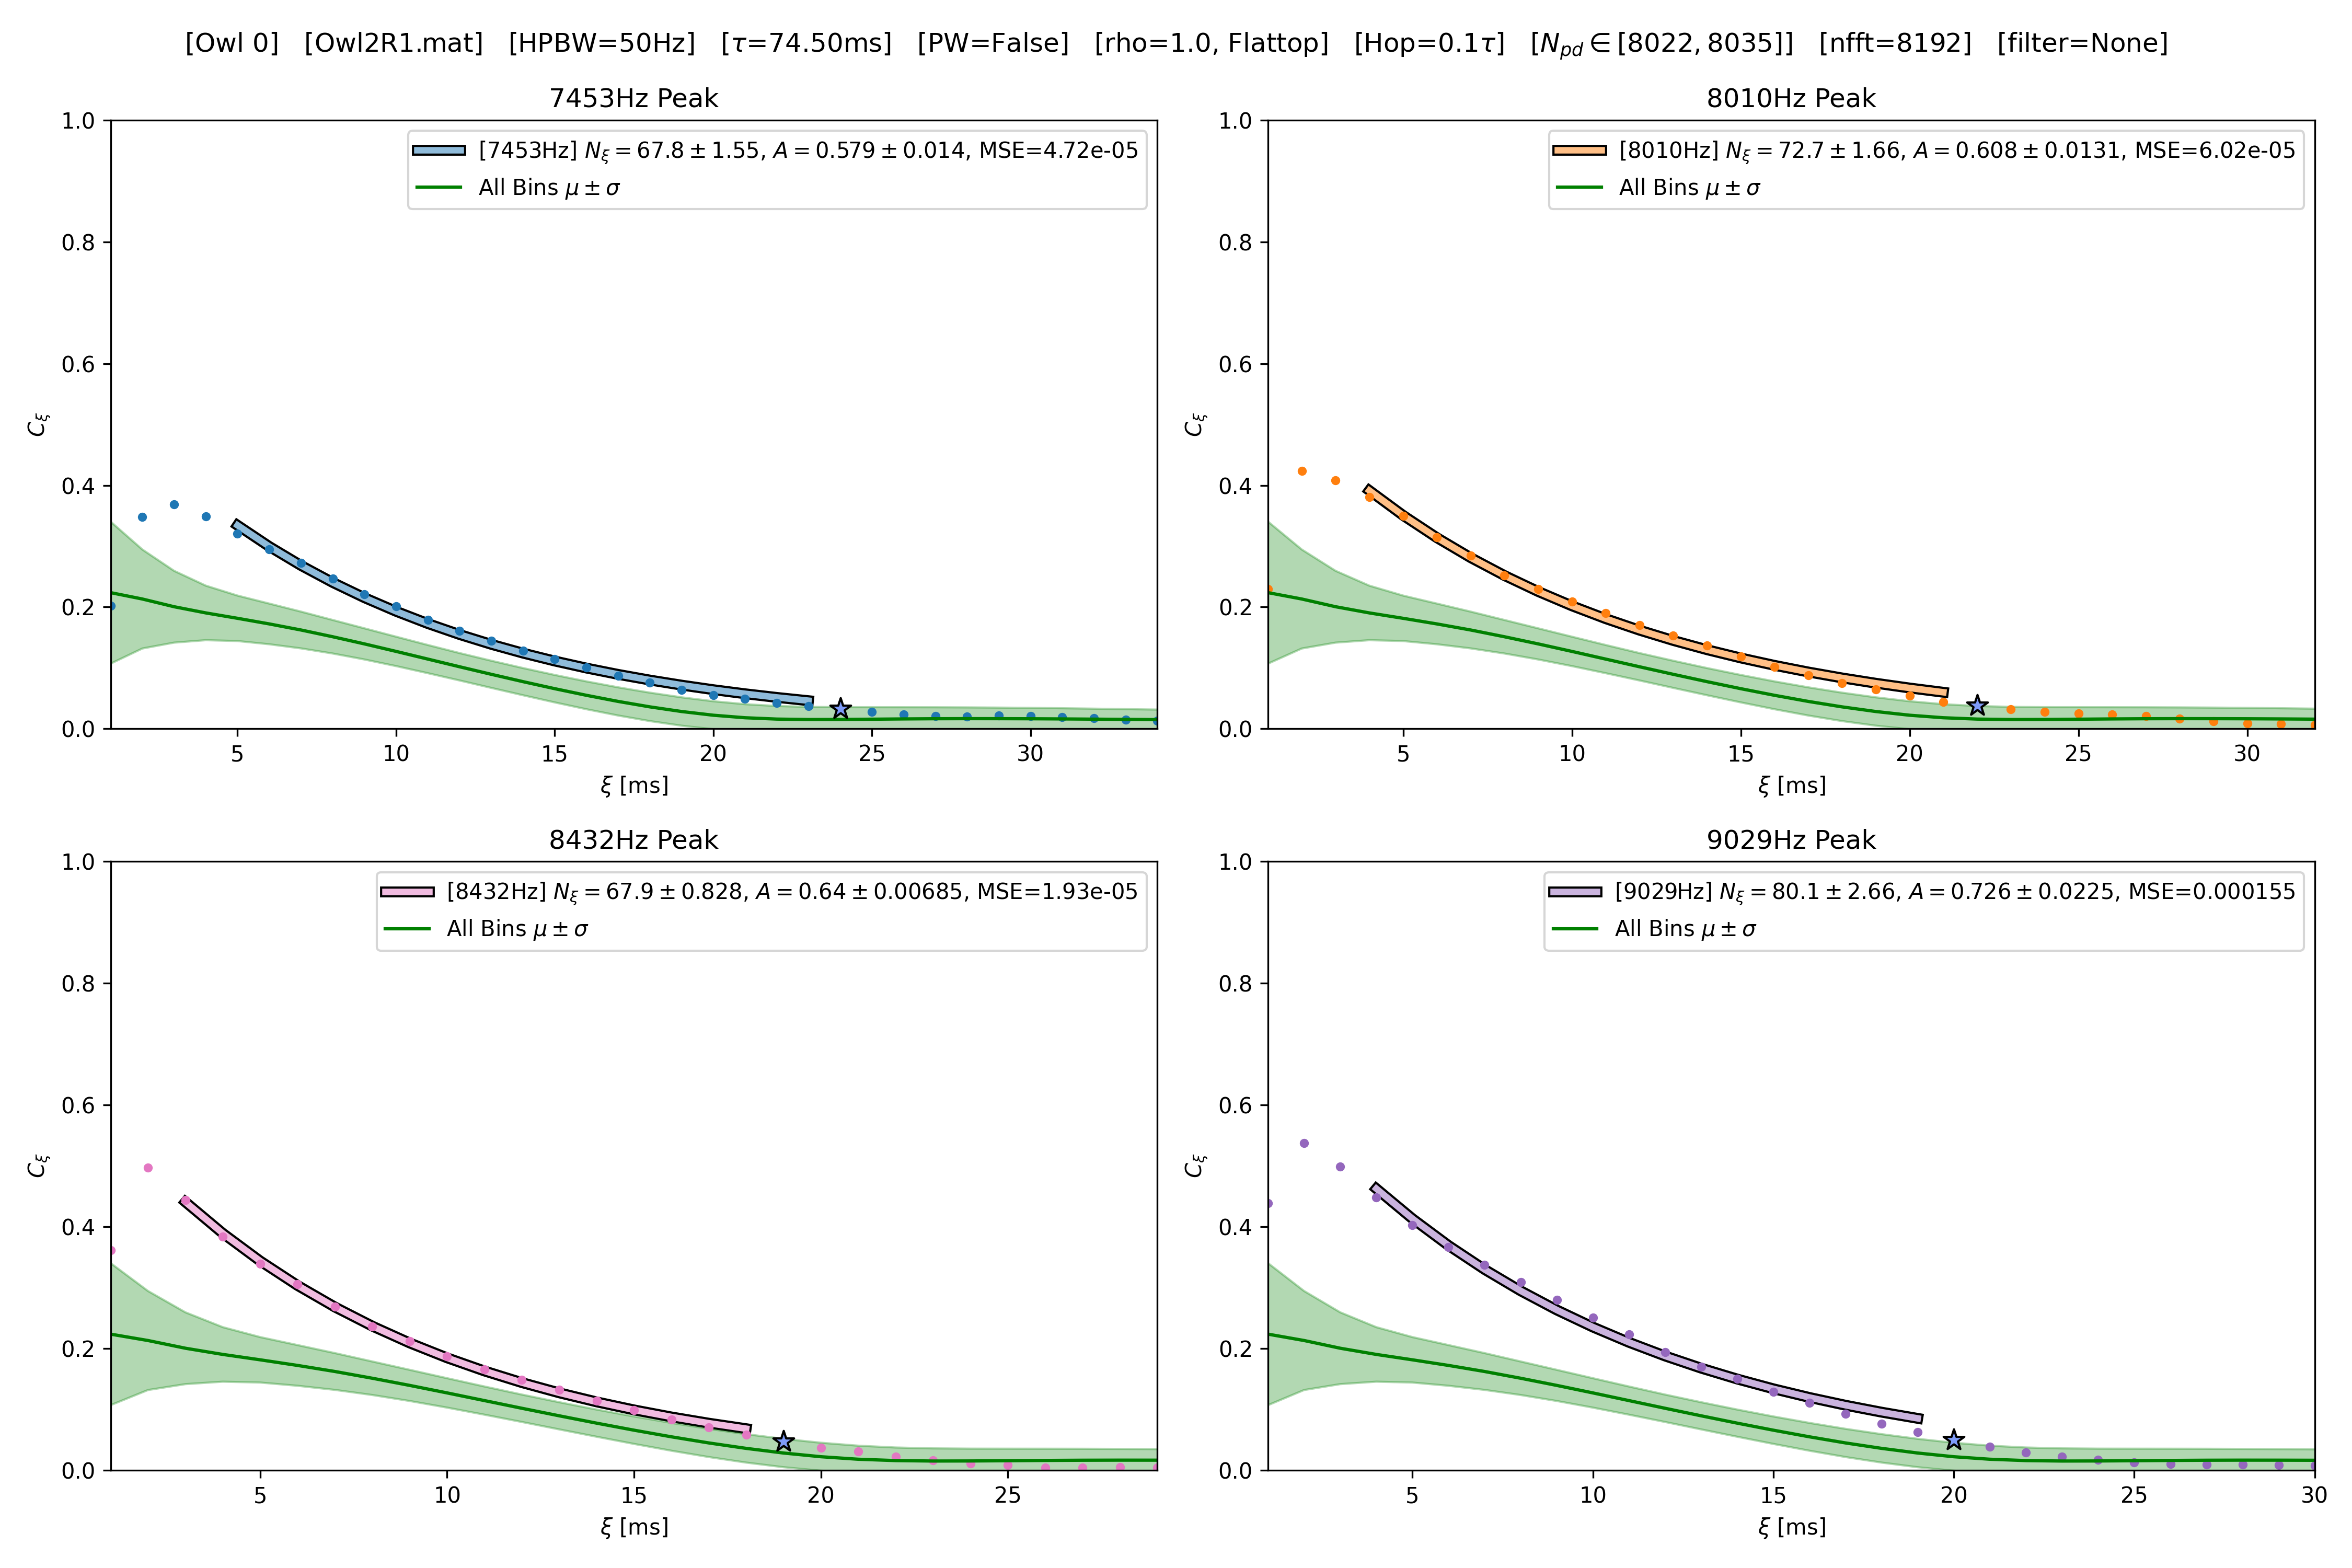 [Owl 0]   [Owl2R1.mat]   [HPBW=50Hz]   [τ=74.50ms]   [PW=False]   [rho=1.0, Flattop]   [Hop=0.1τ]   [N_pd ∈ [8022, 8035]]   [nfft=8192]   [filter=None]
7453Hz Peak
[7453Hz] N_ξ = 67.8 ± 1.55, A = 0.579 ± 0.014, MSE=4.72e-05
All Bins μ ± σ
1.0
0.8
0.6
0.4
0.2
0.0
C_ξ
5 10 15 20 25 30
ξ [ms]
8010Hz Peak
[8010Hz] N_ξ = 72.7 ± 1.66, A = 0.608 ± 0.0131, MSE=6.02e-05
All Bins μ ± σ
1.0
0.8
0.6
0.4
0.2
0.0
C_ξ
5 10 15 20 25 30
ξ [ms]
8432Hz Peak
[8432Hz] N_ξ = 67.9 ± 0.828, A = 0.64 ± 0.00685, MSE=1.93e-05
All Bins μ ± σ
1.0
0.8
0.6
0.4
0.2
0.0
C_ξ
5 10 15 20 25
ξ [ms]
9029Hz Peak
[9029Hz] N_ξ = 80.1 ± 2.66, A = 0.726 ± 0.0225, MSE=0.000155
All Bins μ ± σ
1.0
0.8
0.6
0.4
0.2
0.0
C_ξ
5 10 15 20 25 30
ξ [ms]